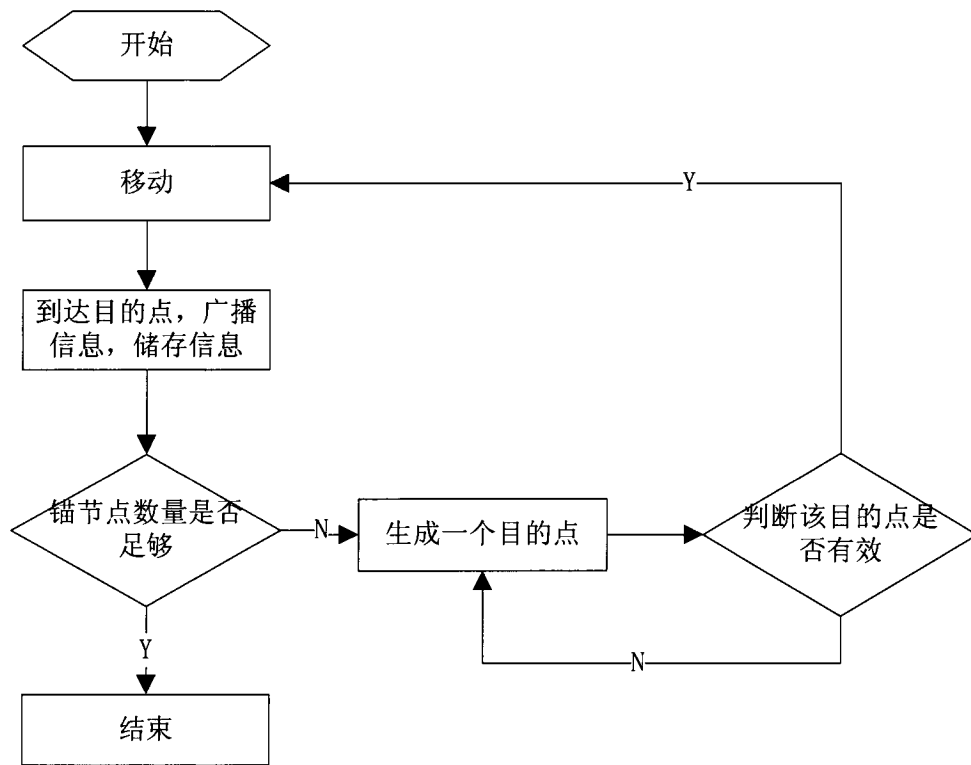 开始
移动
Y
到达目的点，广播
信息，储存信息
锚节点数量是否
足够
N
生成一个目的点
判断该目的点是
否有效
Y
N
结束